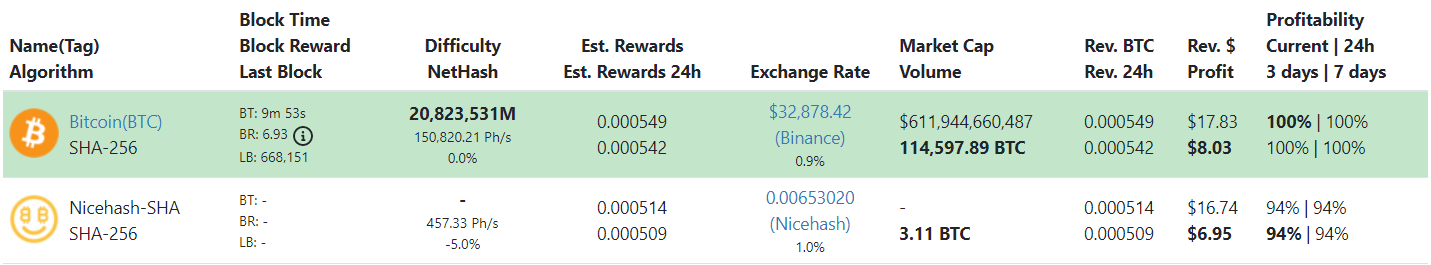 Name(Tag)
Algorithm
Block Time
Block Reward
Last Block
Difficulty
NetHash
Est. Rewards
Est. Rewards 24h
Exchange Rate
Market Cap
Volume
Rev. BTC
Rev. 24h
Rev. $
Profit
Profitability
Current | 24h
3 days | 7 days
Bitcoin(BTC)
SHA-256
BT: 9m 53s
BR: 6.93
LB: 668,151
20,823,531M
150,820.21 Ph/s
0.0%
0.000549
0.000542
$32,878.42
(Binance)
0.9%
$611,944,660,487
114,597.89 BTC
0.000549
0.000542
$17.83
$8.03
100% | 100%
100% | 100%
Nicehash-SHA
SHA-256
BT: -
BR: -
LB: -
-
457.33 Ph/s
-5.0%
0.000514
0.000509
0.00653020
(Nicehash)
1.0%
-
3.11 BTC
0.000514
0.000509
$16.74
$6.95
94% | 94%
94% | 94%